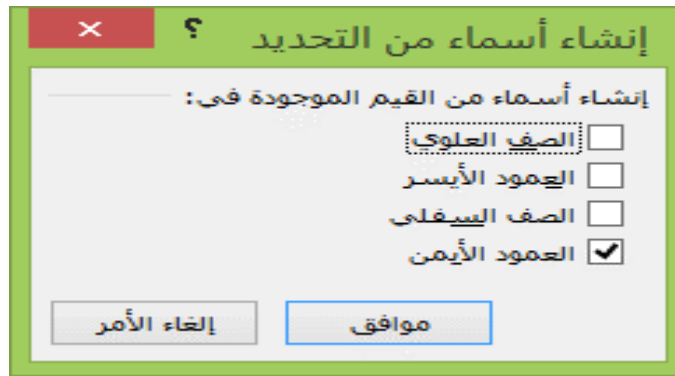 إنشاء أسماء من التحديد ؟ ×
إنشاء أسماء من القيم الموجودة في:
الصف العلوي
العمود الأيسر
الصف السفلي
العمود الأيمن
موافق إلغاء الأمر